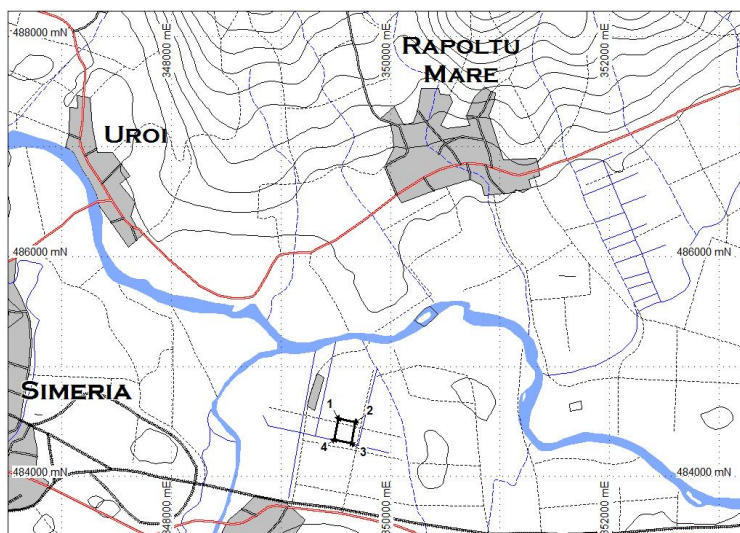 488000 mN
348000 mE
350000 mE
352000 mE
RAPOLTU
MARE
UROI
486000 mN
486000 mN
SIMERIA
1
2
4
3
484000 mN
484000 mN
348000 mE
350000 mE
352000 mE